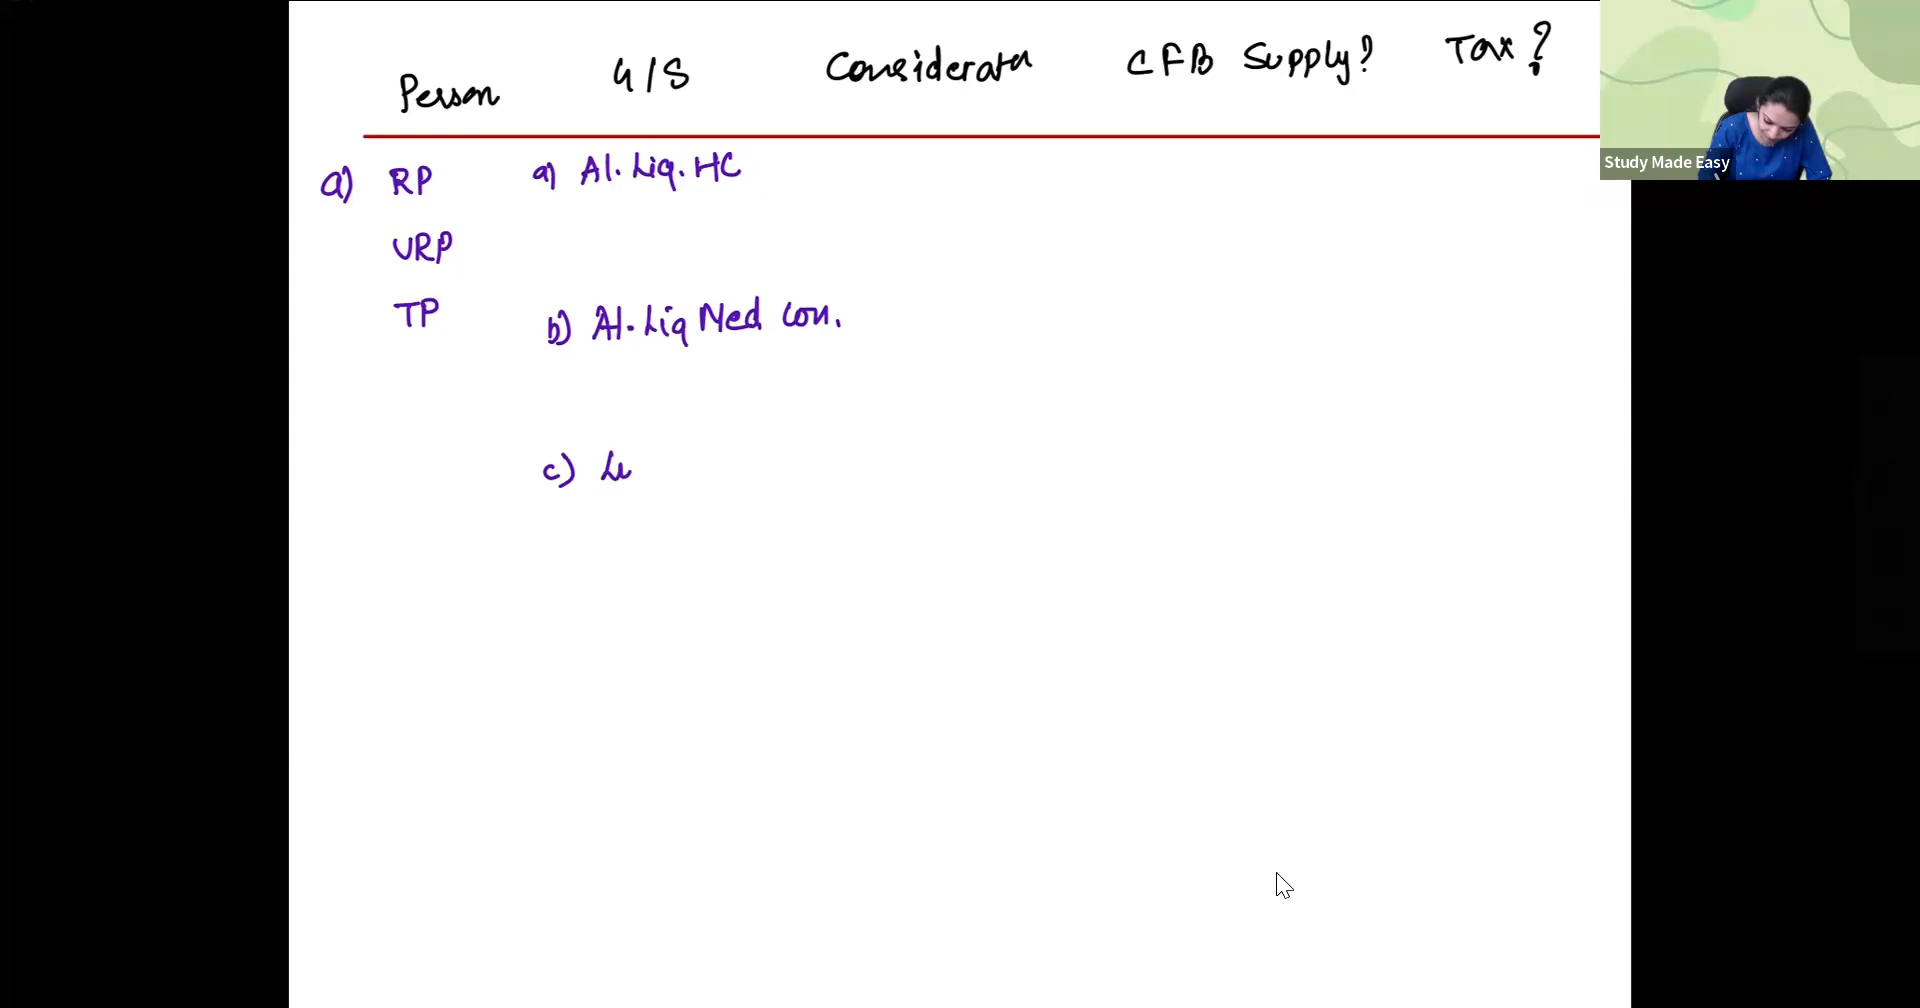 Person G/S Consideratn CFB Supply? Tax?
a) RP a) Al. Liq. HC
URP
TP b) Al. Liq Med Con.
c)
Study Made Easy